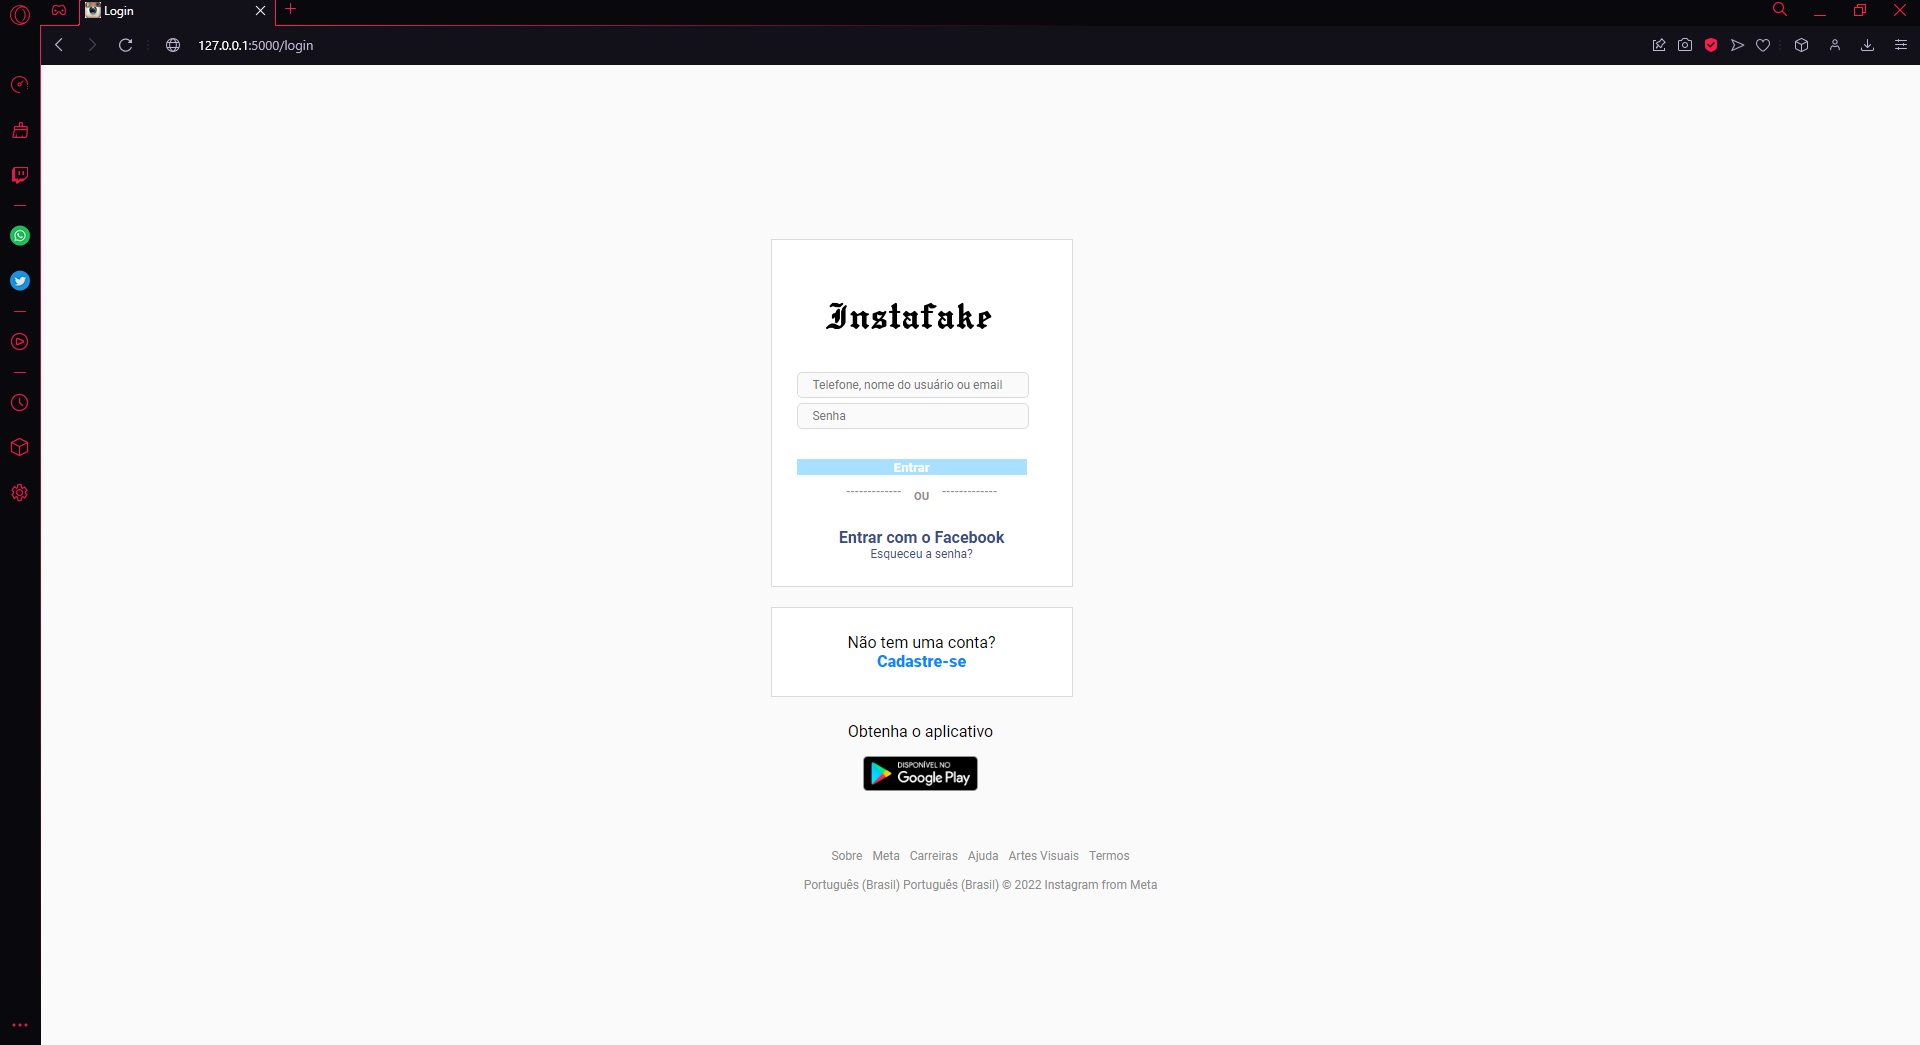 Login
127.0.0.1:5000/login
Instafake
Telefone, nome do usuário ou email
Senha
Entrar
------------- OU -------------
Entrar com o Facebook
Esqueceu a senha?
Não tem uma conta?
Cadastre-se
Obtenha o aplicativo
DISPONÍVEL NO
Google Play
Sobre Meta Carreiras Ajuda Artes Visuais Termos
Português (Brasil) Português (Brasil) © 2022 Instagram from Meta